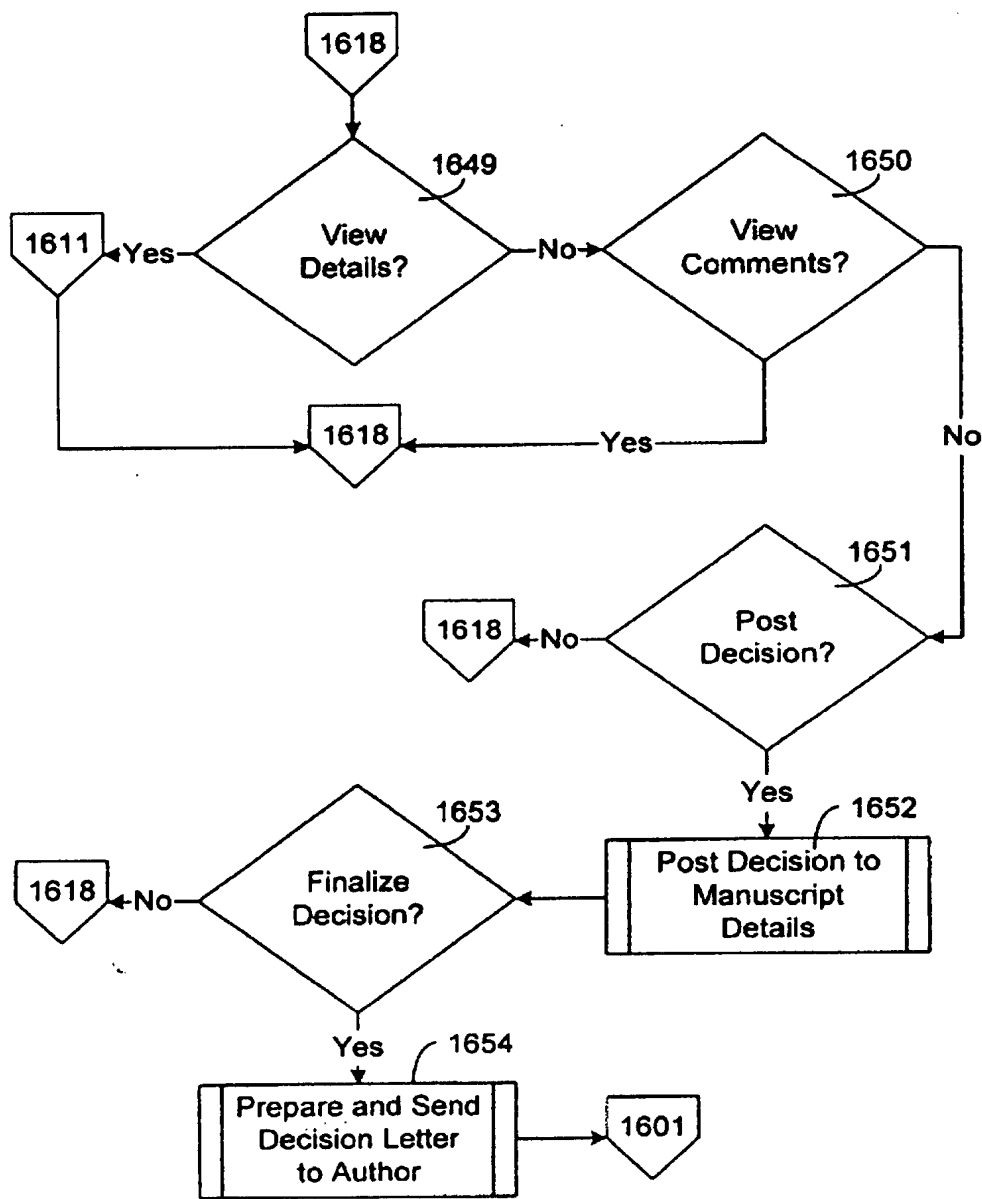 1618
1649
View
Details?
Yes
1611
No
1650
View
Comments?
1618
Yes
No
1651
Post
Decision?
No
1618
Yes
1652
Post Decision to
Manuscript
Details
1653
Finalize
Decision?
No
1618
Yes
1654
Prepare and Send
Decision Letter
to Author
1601